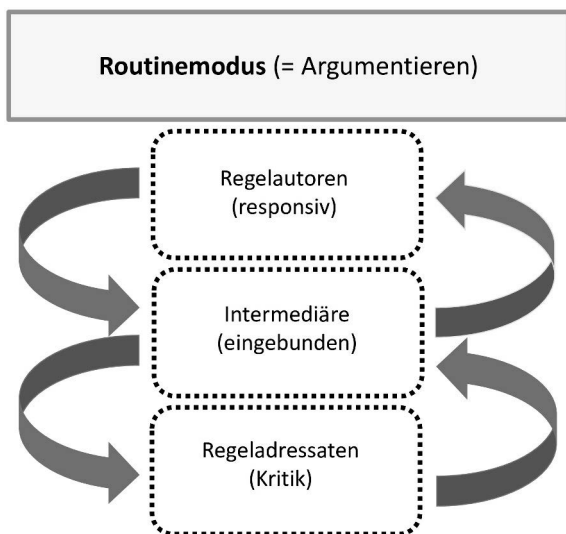 Routinemodus (= Argumentieren)
Regelautoren
(responsiv)
Intermediäre
(eingebunden)
Regeladressaten
(Kritik)